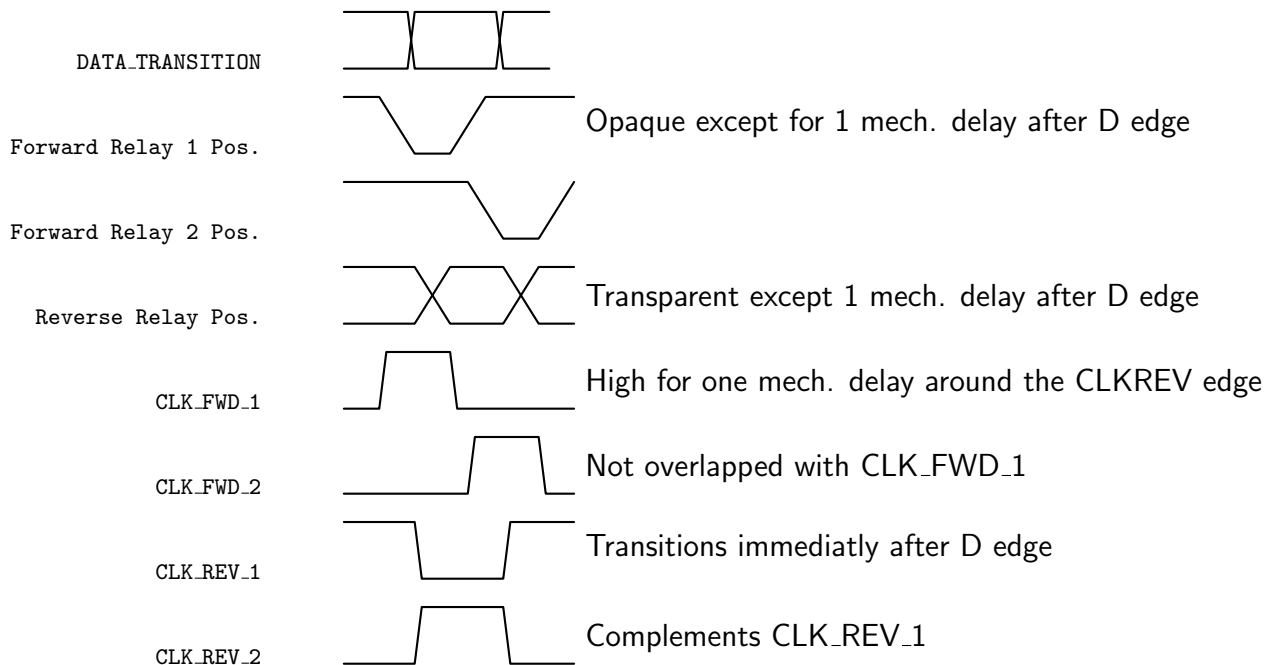 DATA_TRANSITION
Forward Relay 1 Pos.
Opaque except for 1 mech. delay after D edge
Forward Relay 2 Pos.
Reverse Relay Pos.
Transparent except 1 mech. delay after D edge
CLK_FWD_1
High for one mech. delay around the CLKREV edge
CLK_FWD_2
Not overlapped with CLK_FWD_1
CLK_REV_1
Transitions immediatly after D edge
CLK_REV_2
Complements CLK_REV_1